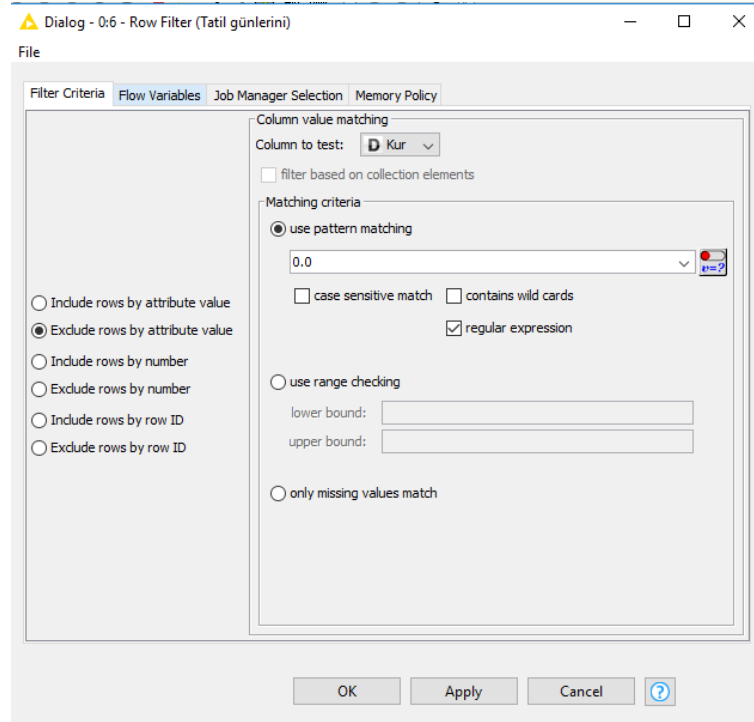 Dialog - 0:6 - Row Filter (Tatil günlerini)
File
Filter Criteria Flow Variables Job Manager Selection Memory Policy
Column value matching
Column to test: D Kur
filter based on collection elements
Matching criteria
use pattern matching
0.0
v=?
case sensitive match contains wild cards
regular expression
Include rows by attribute value
Exclude rows by attribute value
Include rows by number
Exclude rows by number
Include rows by row ID
Exclude rows by row ID
use range checking
lower bound:
upper bound:
only missing values match
OK Apply Cancel ?